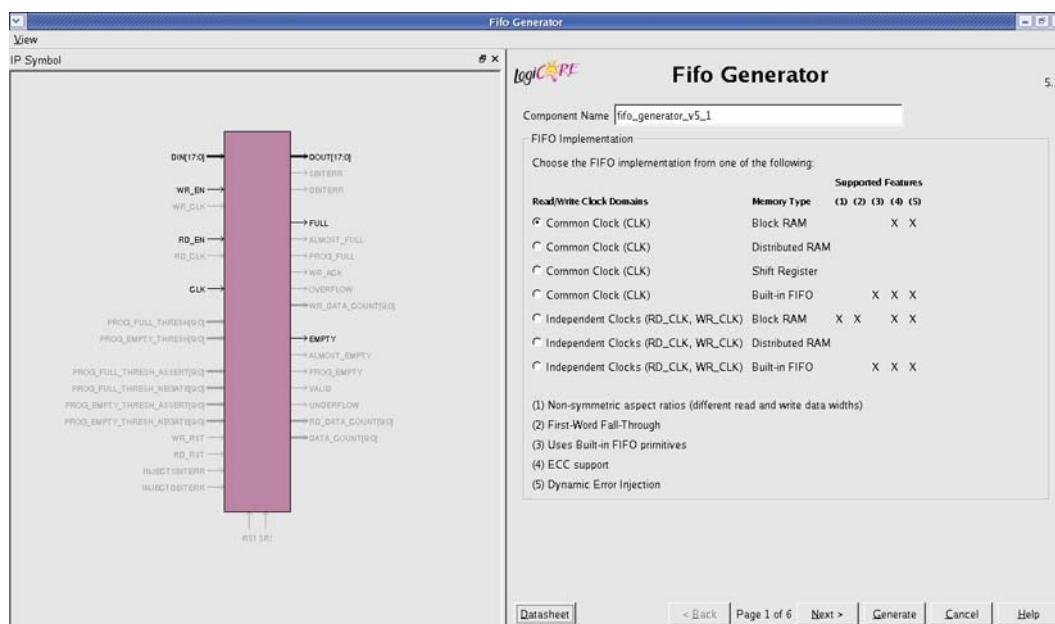 Fifo Generator
View
IP Symbol
DIN[17:0]
WR_EN
WR_CLK
RD_EN
RD_CLK
CLK
PROG_FULL_THRESH[9:0]
PROG_EMPTY_THRESH[9:0]
PROG_FULL_THRESH_ASSERT[9:0]
PROG_FULL_THRESH_NEGATE[9:0]
PROG_EMPTY_THRESH_ASSERT[9:0]
PROG_EMPTY_THRESH_NEGATE[9:0]
WR_RST
RD_RST
INJECTSBITERR
INJECTDBITERR
DOUT[17:0]
SBITERR
DBITERR
FULL
ALMOST_FULL
PROG_FULL
WR_ACK
OVERFLOW
WR_DATA_COUNT[9:0]
EMPTY
ALMOST_EMPTY
PROG_EMPTY
VALID
UNDERFLOW
RD_DATA_COUNT[9:0]
DATA_COUNT[9:0]
RST
LogiCORE
Fifo Generator
Component Name fifo_generator_v5_1
FIFO Implementation
Choose the FIFO implementation from one of the following:
Supported Features
Read/Write Clock Domains Memory Type (1) (2) (3) (4) (5)
Common Clock (CLK) Block RAM X X
Common Clock (CLK) Distributed RAM
Common Clock (CLK) Shift Register
Common Clock (CLK) Built-in FIFO X X X
Independent Clocks (RD_CLK, WR_CLK) Block RAM X X X X
Independent Clocks (RD_CLK, WR_CLK) Distributed RAM
Independent Clocks (RD_CLK, WR_CLK) Built-in FIFO X X X
(1) Non-symmetric aspect ratios (different read and write data widths)
(2) First-Word Fall-Through
(3) Uses Built-in FIFO primitives
(4) ECC support
(5) Dynamic Error Injection
Datasheet < Back Page 1 of 6 Next > Generate Cancel Help